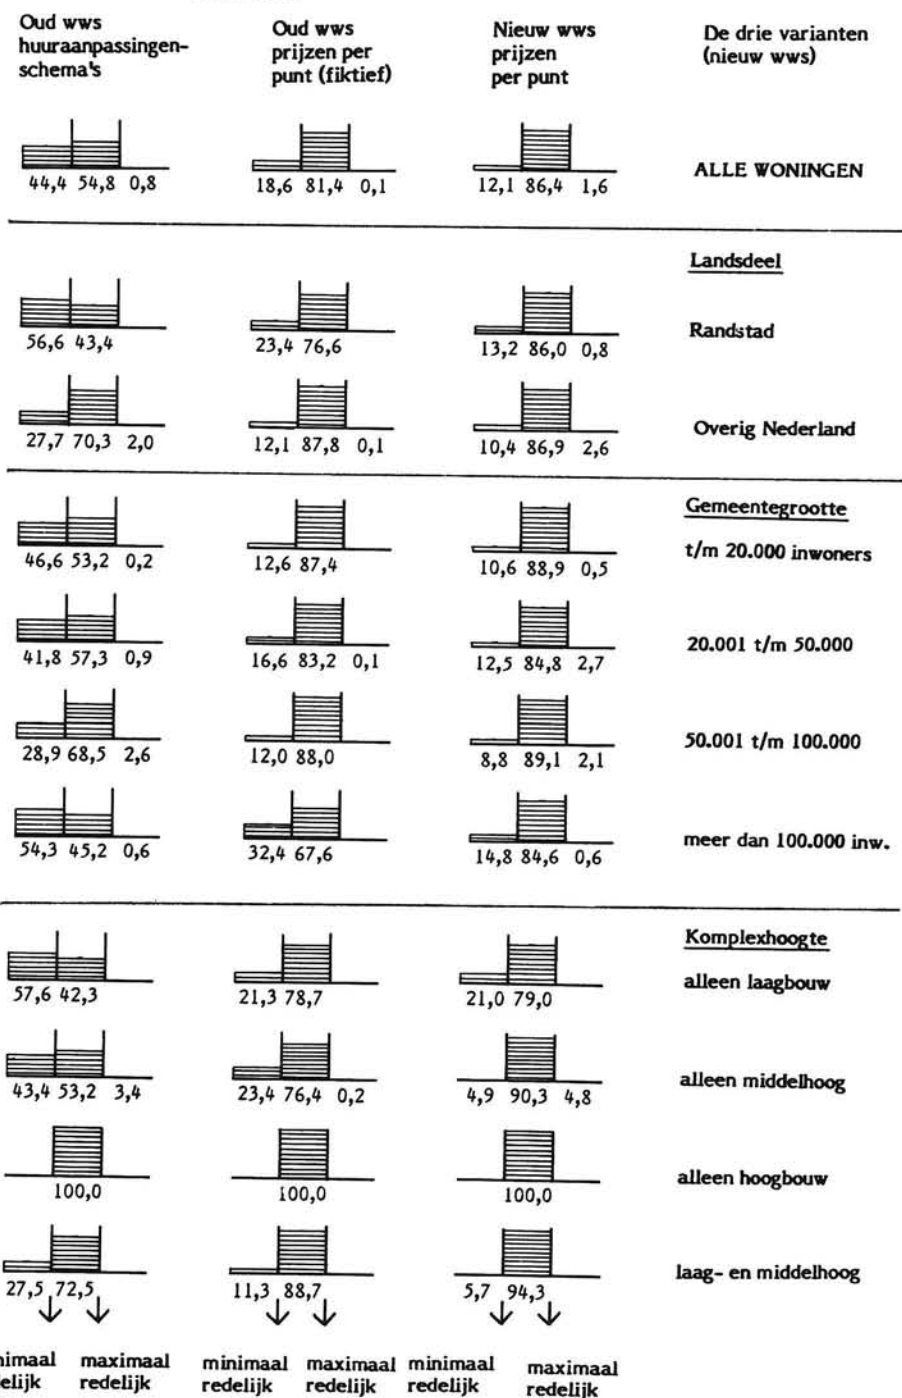 Oud wws
huuraanpassingen-
schema's
Oud wws
prijzen per
punt (fiktief)
Nieuw wws
prijzen
per punt
De drie varianten
(nieuw wws)
44,4 54,8 0,8
18,6 81,4 0,1
12,1 86,4 1,6
ALLE WONINGEN
Landsdeel
56,6 43,4
23,4 76,6
13,2 86,0 0,8
Randstad
27,7 70,3 2,0
12,1 87,8 0,1
10,4 86,9 2,6
Overig Nederland
Gemeentegrootte
46,6 53,2 0,2
12,6 87,4
10,6 88,9 0,5
t/m 20.000 inwoners
41,8 57,3 0,9
16,6 83,2 0,1
12,5 84,8 2,7
20.001 t/m 50.000
28,9 68,5 2,6
12,0 88,0
8,8 89,1 2,1
50.001 t/m 100.000
54,3 45,2 0,6
32,4 67,6
14,8 84,6 0,6
meer dan 100.000 inw.
Komplexhoogte
57,6 42,3
21,3 78,7
21,0 79,0
alleen laagbouw
43,4 53,2 3,4
23,4 76,4 0,2
4,9 90,3 4,8
alleen middelhoog
100,0
100,0
100,0
alleen hoogbouw
27,5 72,5
11,3 88,7
5,7 94,3
laag- en middelhoog
nimaal
elijk
maximaal
redelijk
minimaal
redelijk
maximaal
redelijk
minimaal
redelijk
maximaal
redelijk